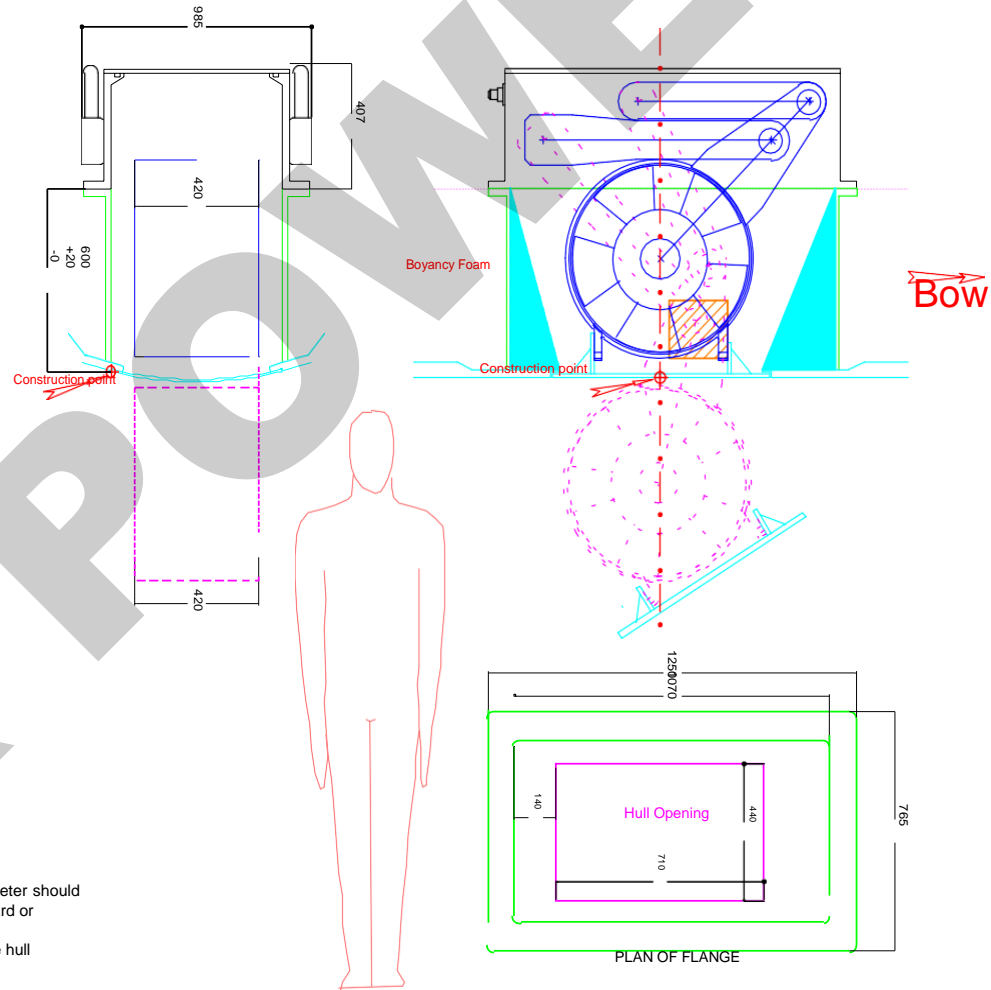 985
407
420
600
+20
-0
Boyancy Foam
Bow
Construction point
Construction point
420
1250
1070
765
140
440
Hull Opening
710
PLAN OF FLANGE
eter should
rd or
hull
POWE